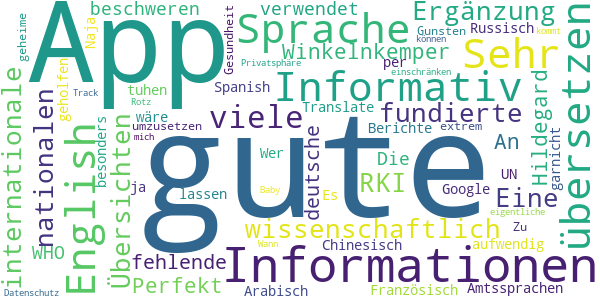 geheime
Naja
beschweren
App
verwendet
Sprache
Gesundheit
Ergänzung
Gunsten
Russisch
übersetzen
Winkelnkemper
Sehr
können
kommt
geholfen
Privatsphäre
per
einschränken
internationale
nationalen
English
Track
tuhen
Rotz
Spanish
Informativ
Translate
viele
fundierte
besonders
Übersichten
wäre
umzusetzen
mich
gute
deutsche
Berichte
extrem
An
Hildegard
garnicht
Wer
Die
RKI
Es
Google
UN
Eine
ja
lassen
Baby
Zu
eigentliche
wissenschaftlich
WHO
fehlende
Chinesisch
Wann
aufwendig
Perfekt
Informationen
Datenschutz
Arabisch
Französisch
Amtssprachen